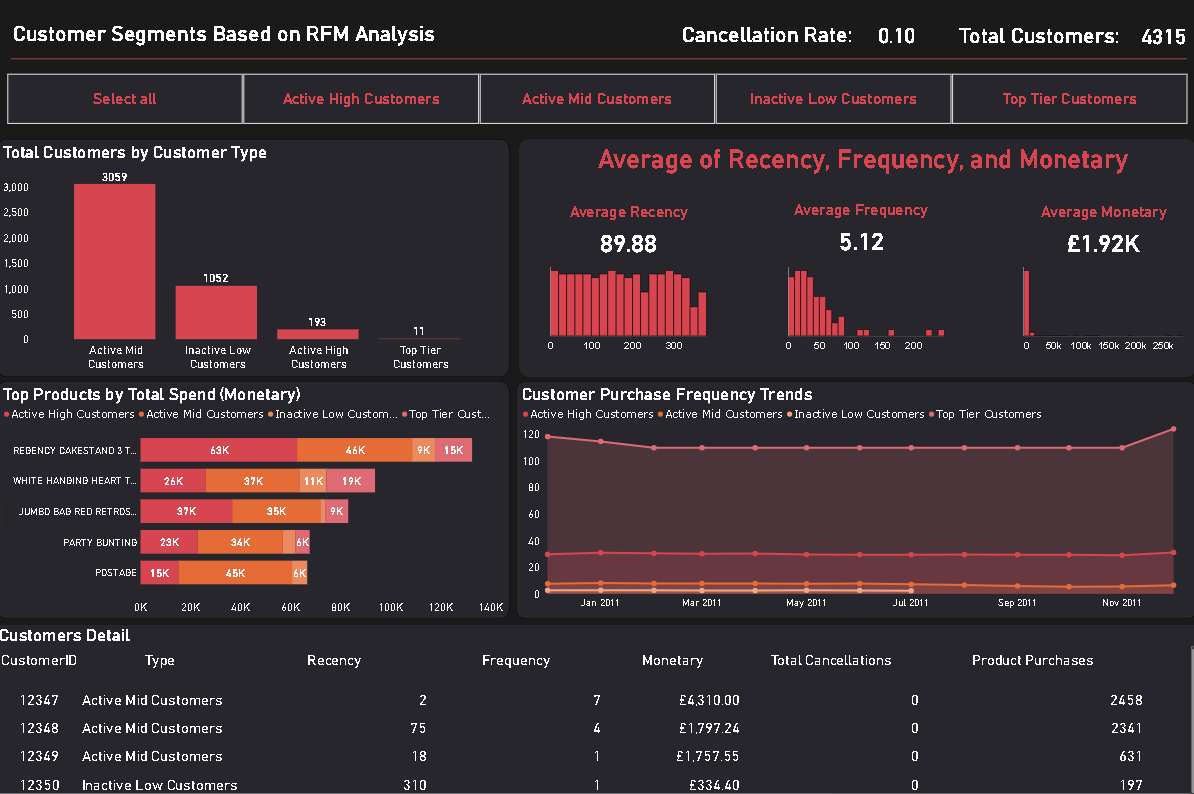 Customer Segments Based on RFM Analysis
Cancellation Rate: 0.10 Total Customers: 4315
Select all
Active High Customers
Active Mid Customers
Inactive Low Customers
Top Tier Customers
Total Customers by Customer Type
3,000
2,500
2,000
1,500
1,000
500
0
3059
1052
193
11
Active Mid Customers
Inactive Low Customers
Active High Customers
Top Tier Customers
Average of Recency, Frequency, and Monetary
Average Recency
89.88
0 100 200 300
Average Frequency
5.12
0 50 100 150 200
Average Monetary
£1.92K
0 50k 100k 150k 200k 250k
Top Products by Total Spend (Monetary)
Active High Customers Active Mid Customers Inactive Low Custom... Top Tier Cust...
REGENCY CAKESTAND 3 T... 63K 46K 9K 15K
WHITE HANGING HEART T... 26K 37K 11K 19K
JUMBO BAG RED RETROS... 37K 35K 9K
PARTY BUNTING 23K 34K 6K
POSTAGE 15K 45K 6K
0K 20K 40K 60K 80K 100K 120K 140K
Customer Purchase Frequency Trends
Active High Customers Active Mid Customers Inactive Low Customers Top Tier Customers
120
100
80
60
40
20
0
Jan 2011 Mar 2011 May 2011 Jul 2011 Sep 2011 Nov 2011
Customers Detail
CustomerID Type Recency Frequency Monetary Total Cancellations Product Purchases
12347 Active Mid Customers 2 7 £4,310.00 0 2458
12348 Active Mid Customers 75 4 £1,797.24 0 2341
12349 Active Mid Customers 18 1 £1,757.55 0 631
12350 Inactive Low Customers 310 1 £334.40 0 197